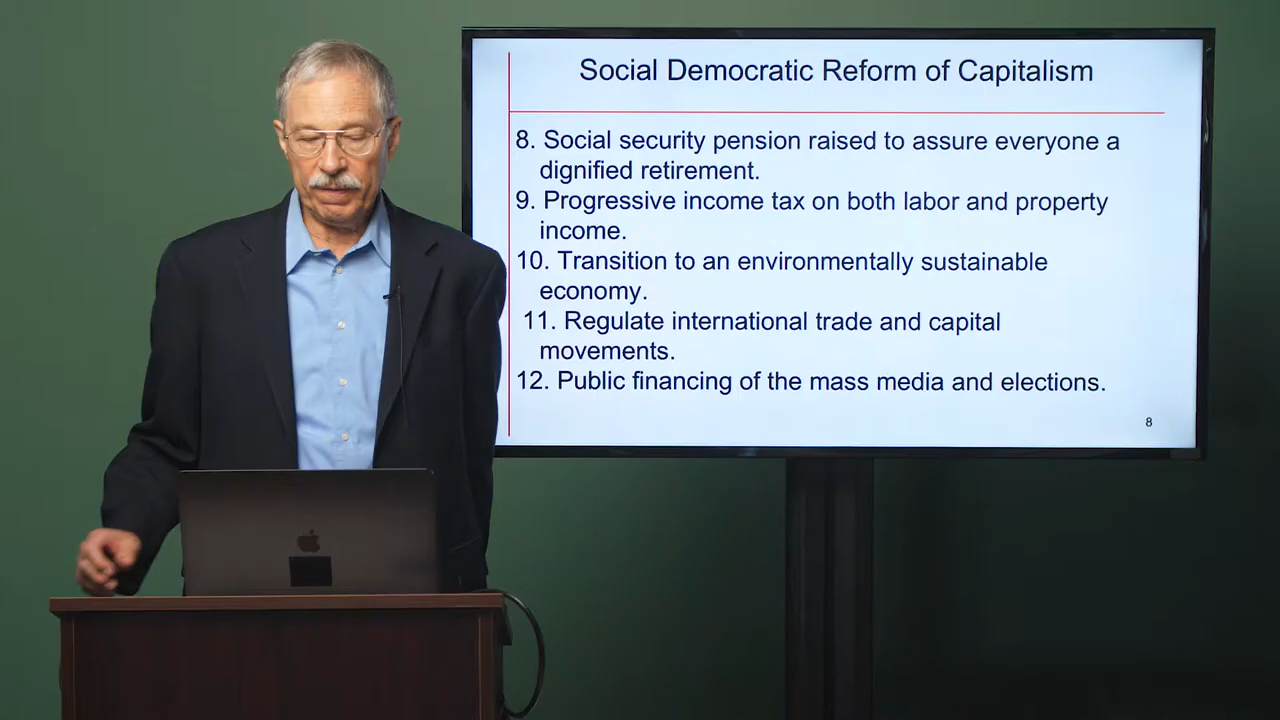 Social Democratic Reform of Capitalism
8. Social security pension raised to assure everyone a
dignified retirement.
9. Progressive income tax on both labor and property
income.
10. Transition to an environmentally sustainable
economy.
11. Regulate international trade and capital
movements.
12. Public financing of the mass media and elections.
8